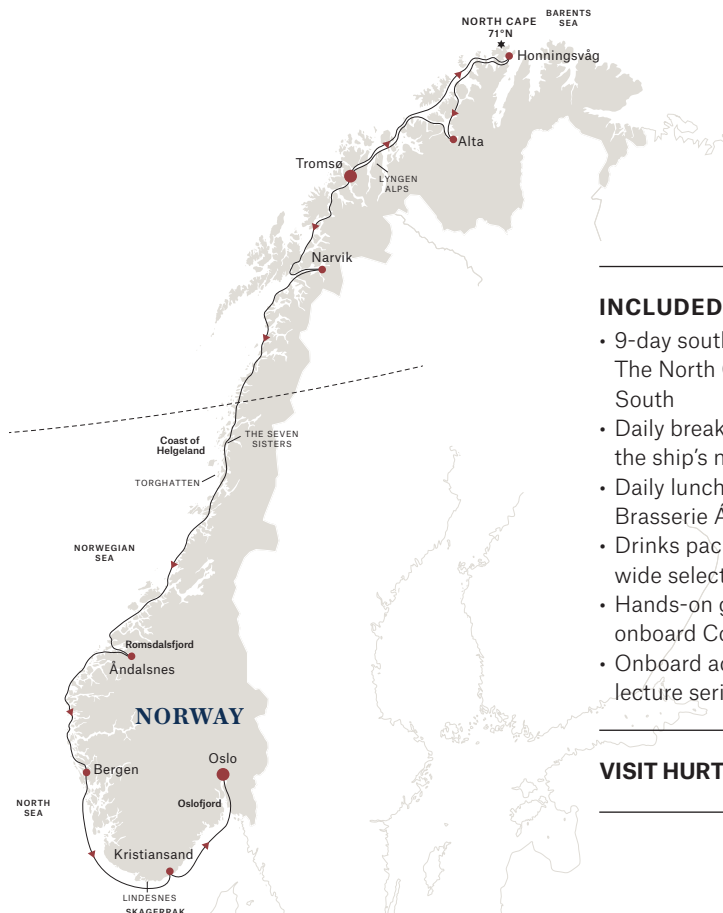 NORTH CAPE
71°N
BARENTS
SEA
Honningsvåg
Alta
Tromsø
LYNGEN
ALPS
Narvik
Coast of
Helgeland
THE SEVEN
SISTERS
TORGHATTEN
NORWEGIAN
SEA
Romsdalsfjord
Åndalsnes
NORWAY
Bergen
Oslo
Oslofjord
NORTH
SEA
Kristiansand
LINDESNES
SKAGERRAK
INCLUDED
• 9-day south
The North
South
• Daily break
the ship's
• Daily lunch
Brasserie
• Drinks pac
wide select
• Hands-on
onboard Co
• Onboard ac
lecture seri
VISIT HURT